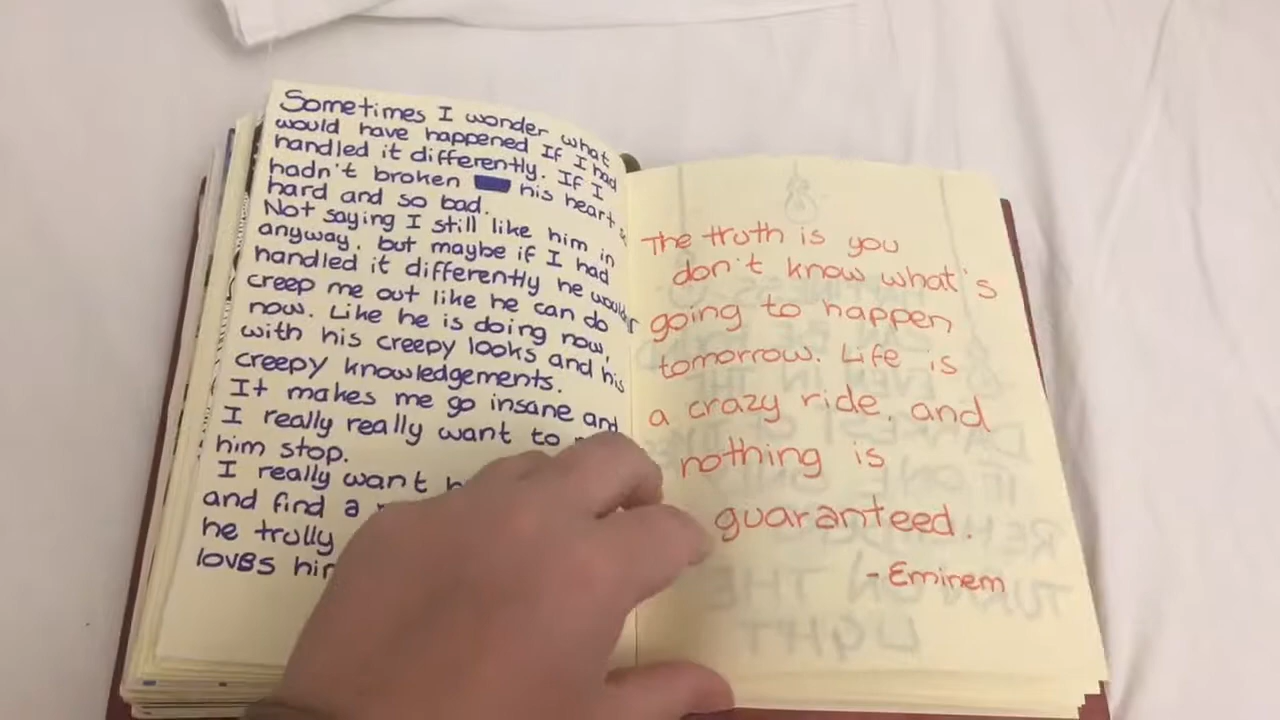 Sometimes I wonder what
would have happened If I had
handled it differently. If I
hadn't broken his heart
hard and so bad.
Not saying I still like him in
anyway, but maybe if I had
handled it differently he
creep me out like he can do
now. Like he is doing now,
with his creepy looks and his
creepy knowledgements.
It makes me go insane and
I really really want to
him stop.
I really want
and find a
he trully
loves
The truth is you
don't know what's
going to happen
tomorrow. Life is
a crazy ride, and
nothing is
guaranteed.
- Eminem